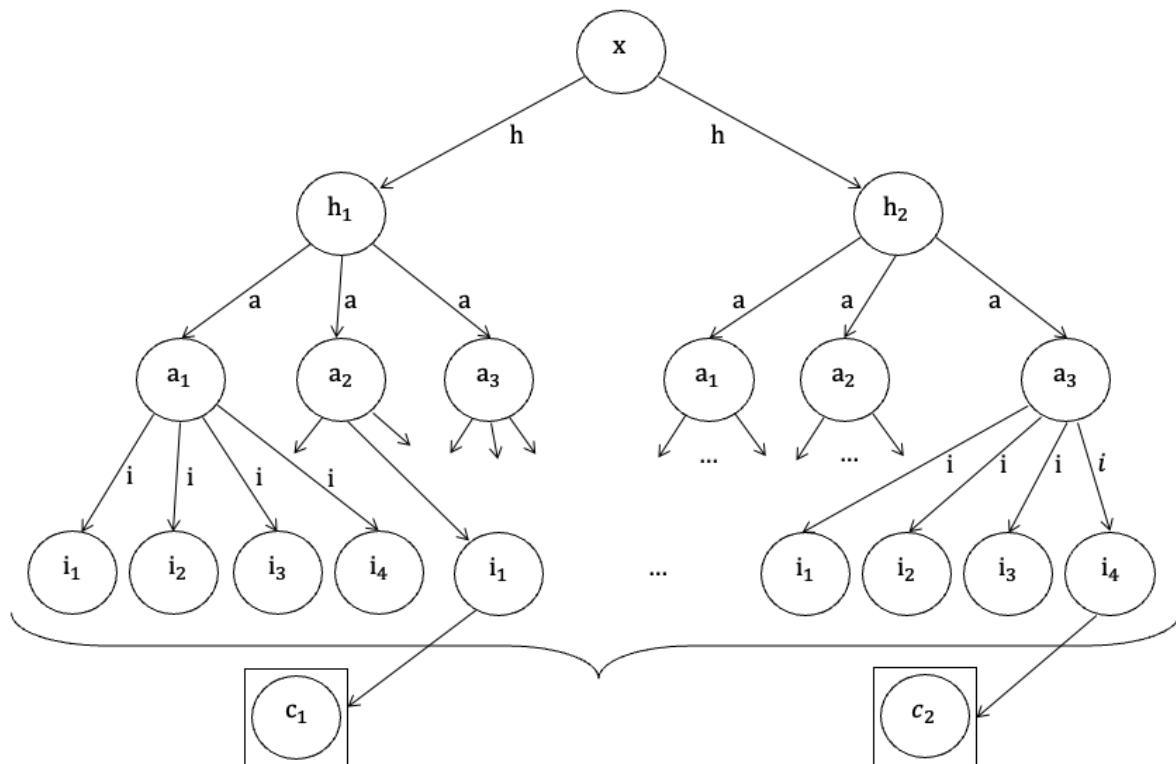 x
h h
h₁ h₂
a a a a a a
a₁ a₂ a₃ a₁ a₂ a₃
... ...
i i i i i i i i
i₁ i₂ i₃ i₄ i₁ ... i₁ i₂ i₃ i₄
c₁ c₂